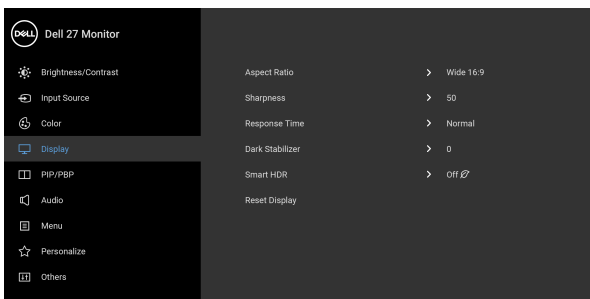 DELL Dell 27 Monitor
Brightness/Contrast
Input Source
Color
Display
PIP/PBP
Audio
Menu
Personalize
Others
Aspect Ratio > Wide 16:9
Sharpness > 50
Response Time > Normal
Dark Stabilizer > 0
Smart HDR > Off
Reset Display